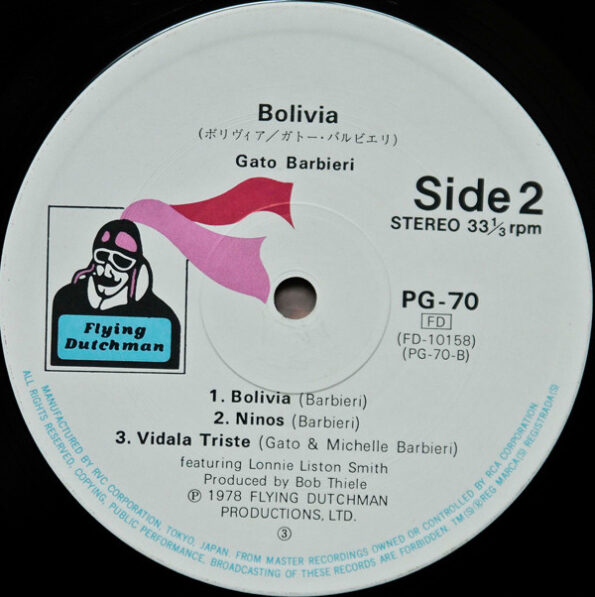 Bolivia
(ボリヴィア／ガトー・バルビエリ)
Gato Barbieri
Side 2
STEREO 33 1/3 rpm
Flying
Dutchman
PG-70
FD
(FD-10158)
(PG-70-B)
1. Bolivia (Barbieri)
2. Ninos (Barbieri)
3. Vidala Triste (Gato & Michelle Barbieri)
featuring Lonnie Liston Smith
Produced by Bob Thiele
Ⓟ 1978 FLYING DUTCHMAN
PRODUCTIONS, LTD.
③
MANUFACTURED BY RVC CORPORATION, TOKYO, JAPAN. FROM MASTER RECORDINGS OWNED OR CONTROLLED BY RCA CORPORATION.
ALL RIGHTS RESERVED. COPYING, PUBLIC PERFORMANCE, BROADCASTING OF THESE RECORDS ARE FORBIDDEN. TM(S)Ⓡ REG MARCA(S) REGISTRADA(S)